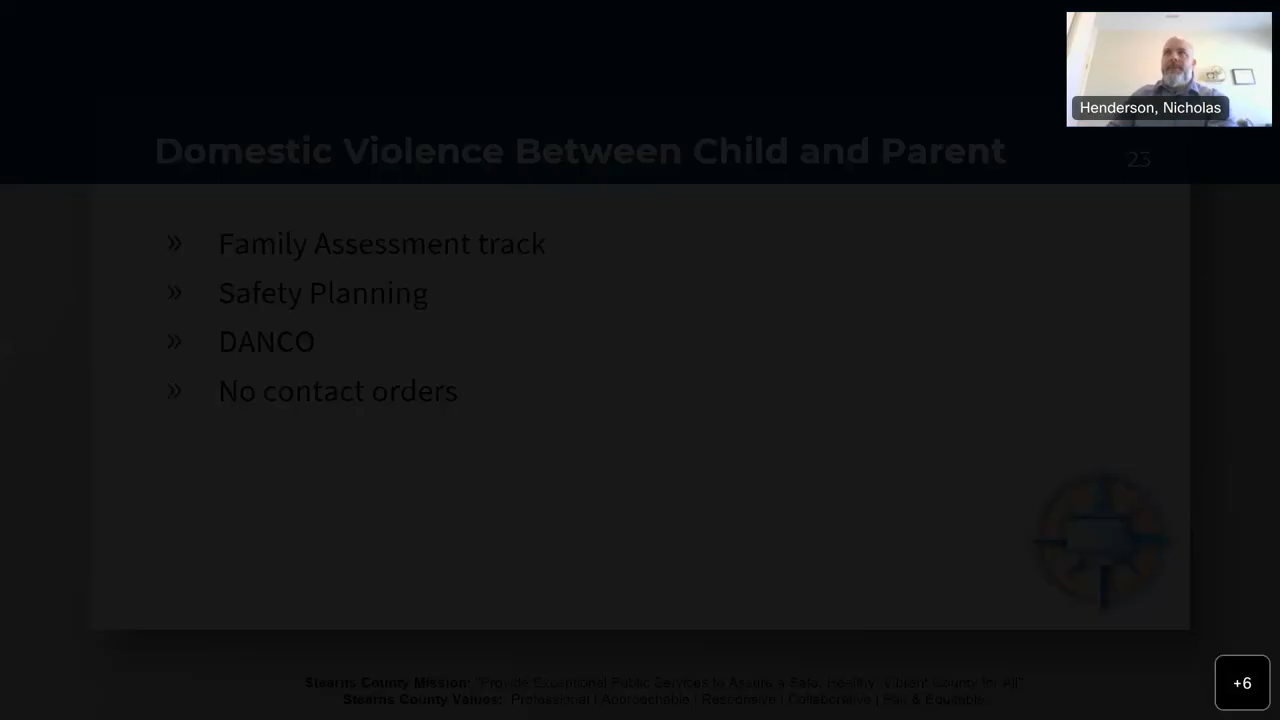 Henderson, Nicholas
Domestic Violence Between Child and Parent
23
» Family Assessment track
» Safety Planning
» DANCO
» No contact orders
Stearns County Mission: "Provide Exceptional Public Services to Assure a Safe, Healthy, Vibrant County for All"
Stearns County Values: Professional | Approachable | Responsive | Collaborative | Fair & Equitable
+6